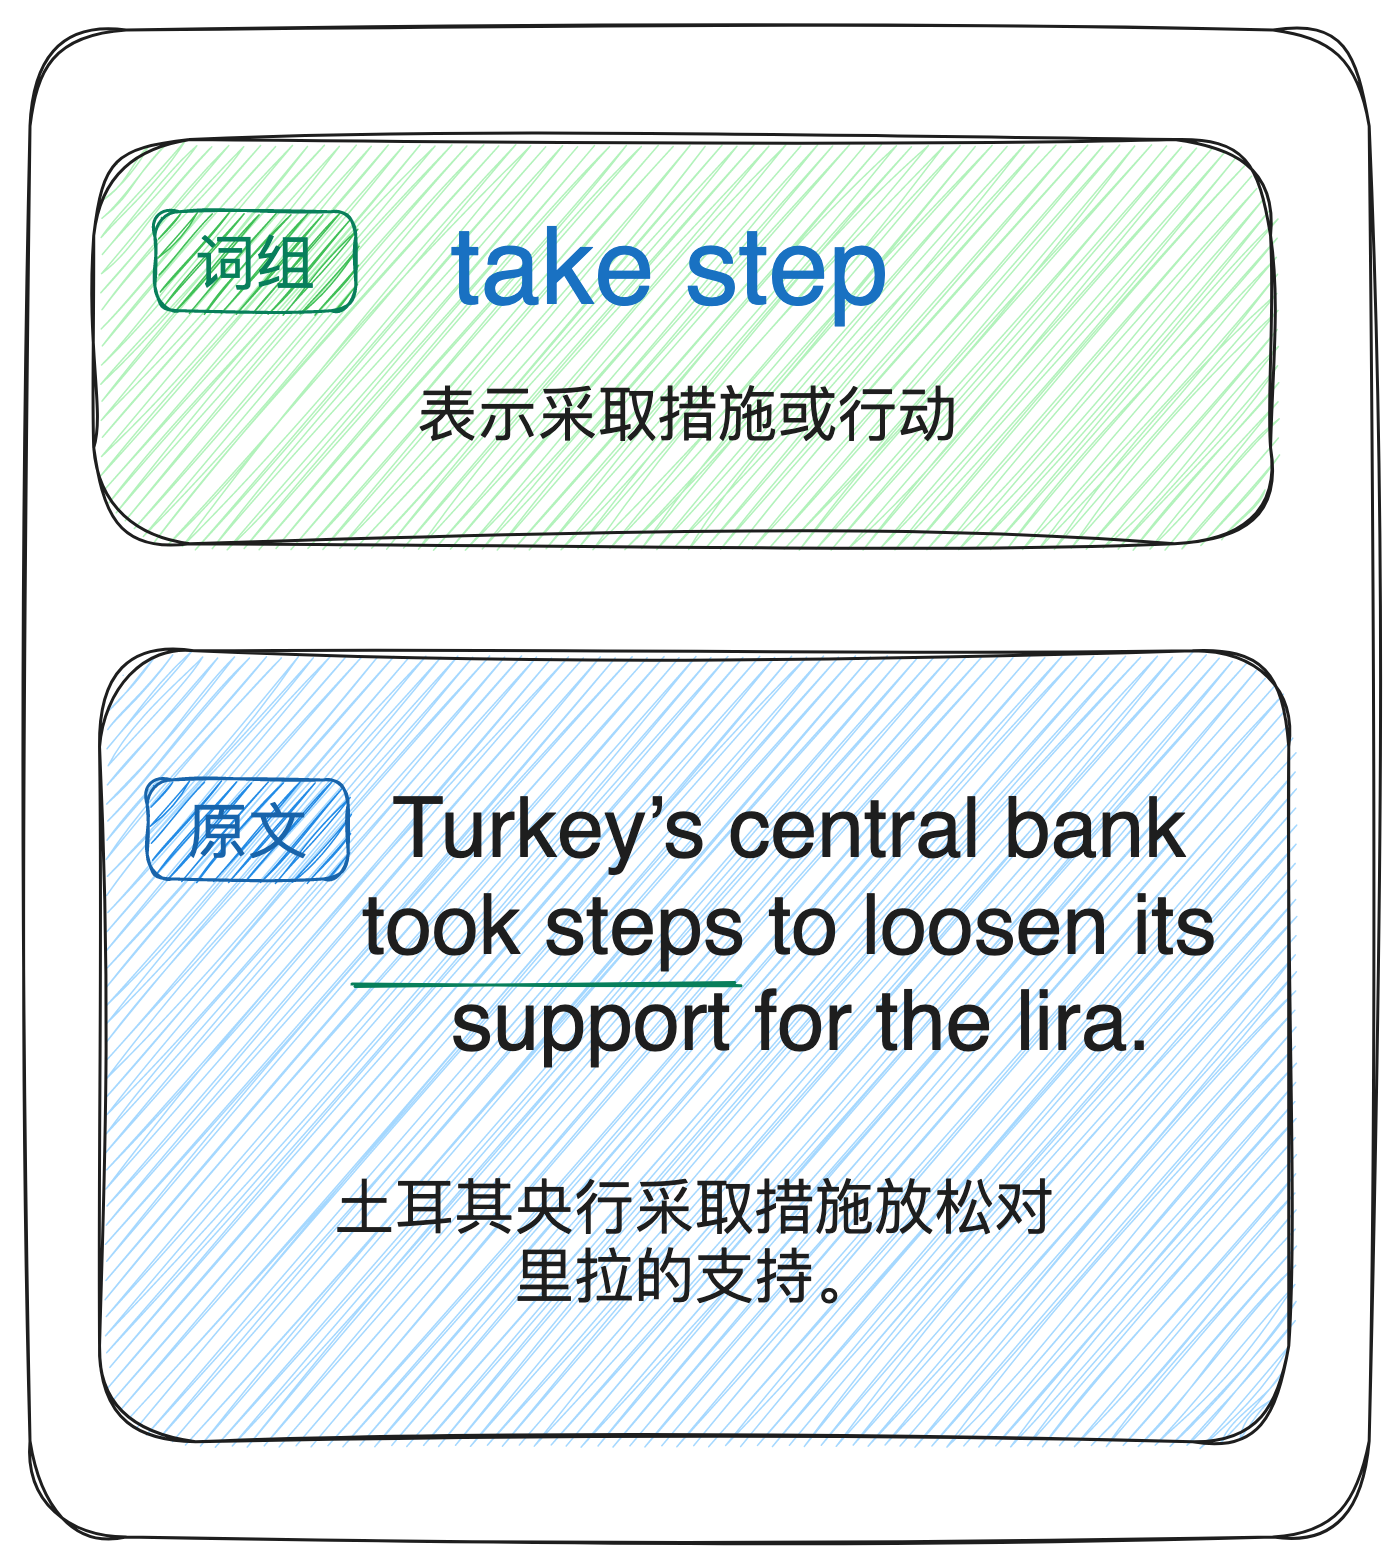 词组
take step
表示采取措施或行动
原文
Turkey’s central bank
took steps to loosen its
support for the lira.
土耳其央行采取措施放松对
里拉的支持。